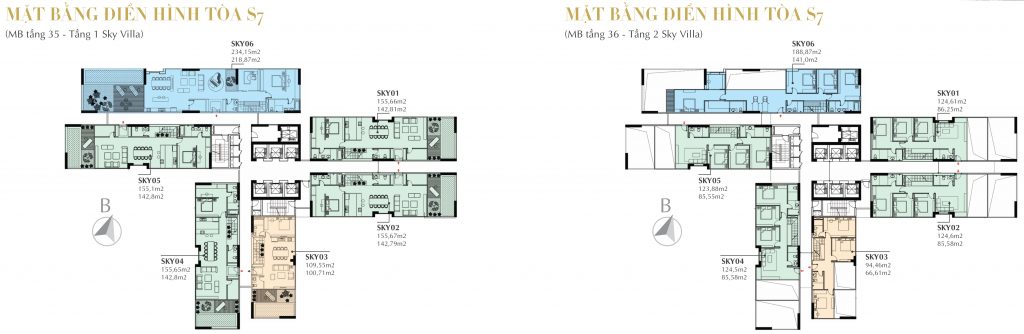 MẶT BẰNG ĐIỂN HÌNH TÒA S7
(MB tầng 35 - Tầng 1 Sky Villa)
SKY06
234,15m2
218,87m2
SKY01
155,66m2
142,81m2
SKY05
155,1m2
142,8m2
B
SKY02
155,67m2
142,79m2
SKY04
155,65m2
142,8m2
SKY03
109,55m2
100,71m2
MẶT BẰNG ĐIỂN HÌNH TÒA S7
(MB tầng 36 - Tầng 2 Sky Villa)
SKY06
188,87m2
141,0m2
SKY01
124,61m2
86,25m2
SKY05
123,88m2
85,55m2
B
SKY02
124,6m2
85,58m2
SKY04
124,5m2
85,58m2
SKY03
94,46m2
66,61m2